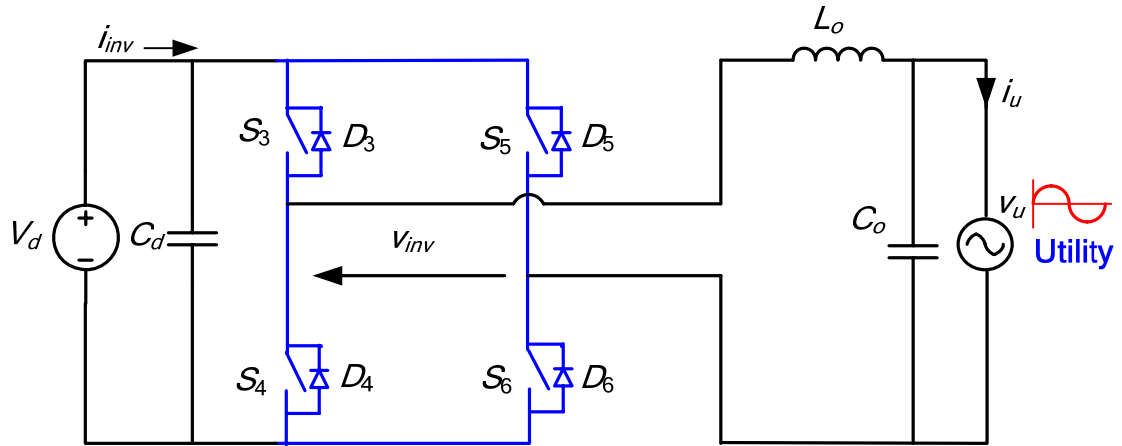 i_inv
L_o
i_u
S_3
D_3
S_5
D_5
v_u
V_d
+
−
C_d
v_inv
C_o
Utility
S_4
D_4
S_6
D_6